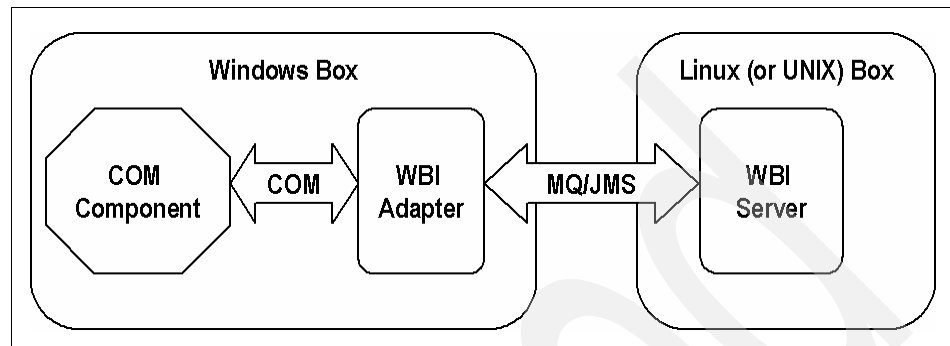 Windows Box
Linux (or UNIX) Box
COM
Component
COM
WBI
Adapter
MQ/JMS
WBI
Server